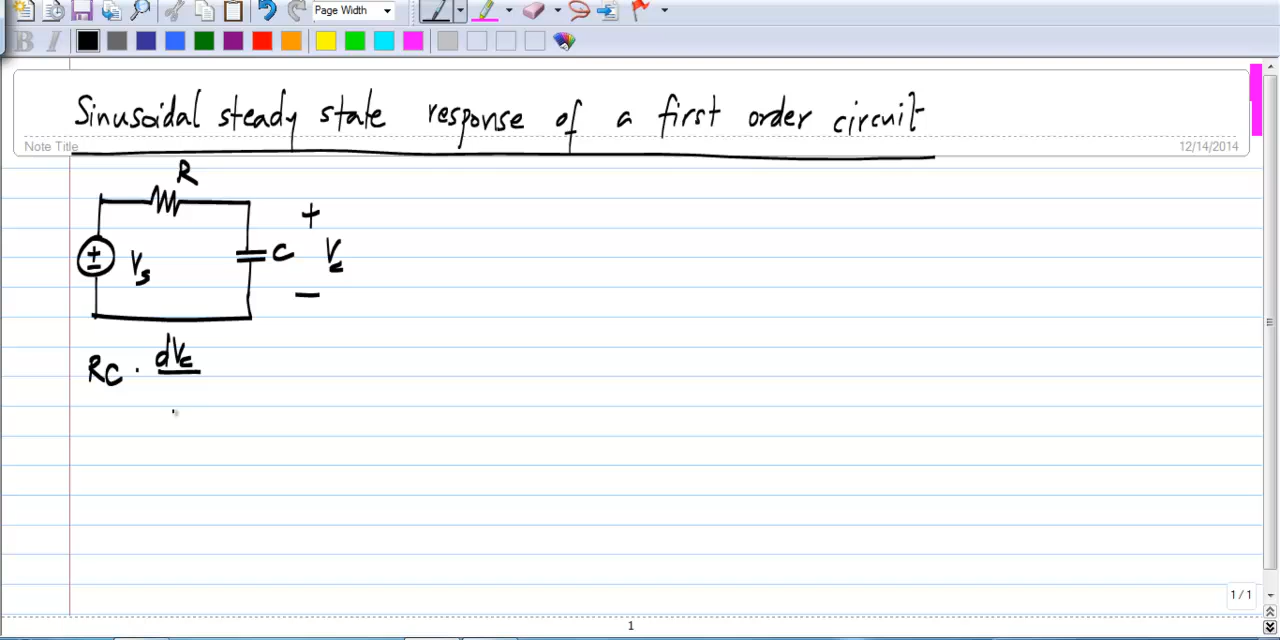 Page Width
B I
Sinusoidal steady state response of a first order circuit
Note Title
12/14/2014
R
+
Vs
C
+
Vc
−
RC . dVc
1 / 1
1